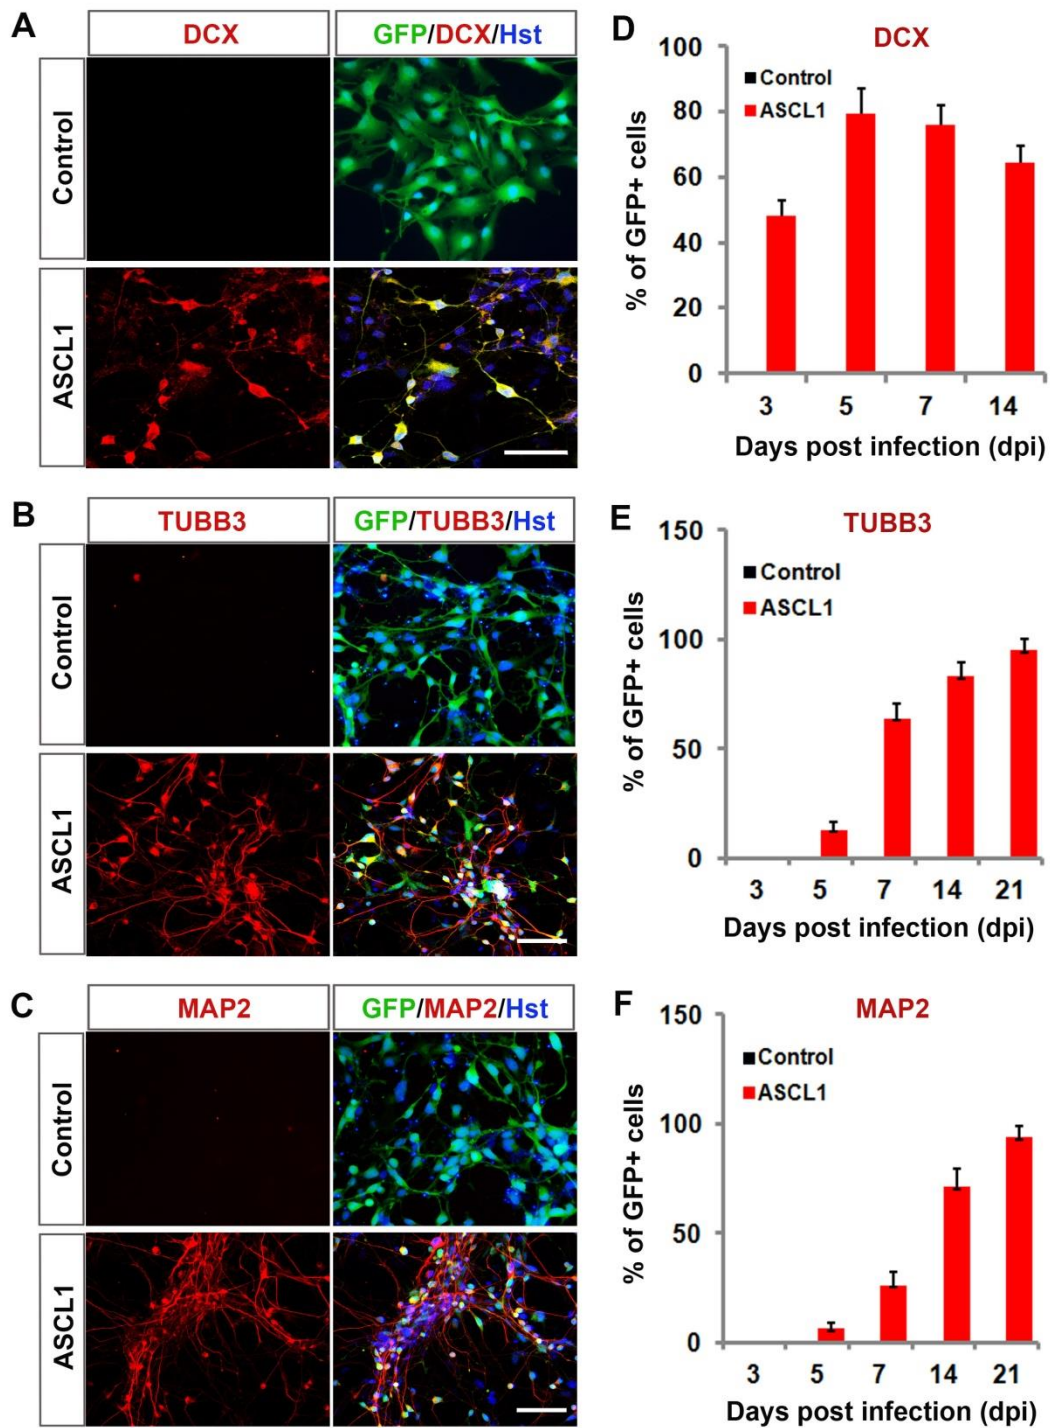 A
DCX
GFP/DCX/Hst
Control
ASCL1
B
TUBB3
GFP/TUBB3/Hst
Control
ASCL1
C
MAP2
GFP/MAP2/Hst
Control
ASCL1
D
DCX
Control
ASCL1
100
80
60
40
20
0
% of GFP+ cells
3 5 7 14
Days post infection (dpi)
E
TUBB3
Control
ASCL1
150
100
50
0
% of GFP+ cells
3 5 7 14 21
Days post infection (dpi)
F
MAP2
Control
ASCL1
150
100
50
0
% of GFP+ cells
3 5 7 14 21
Days post infection (dpi)